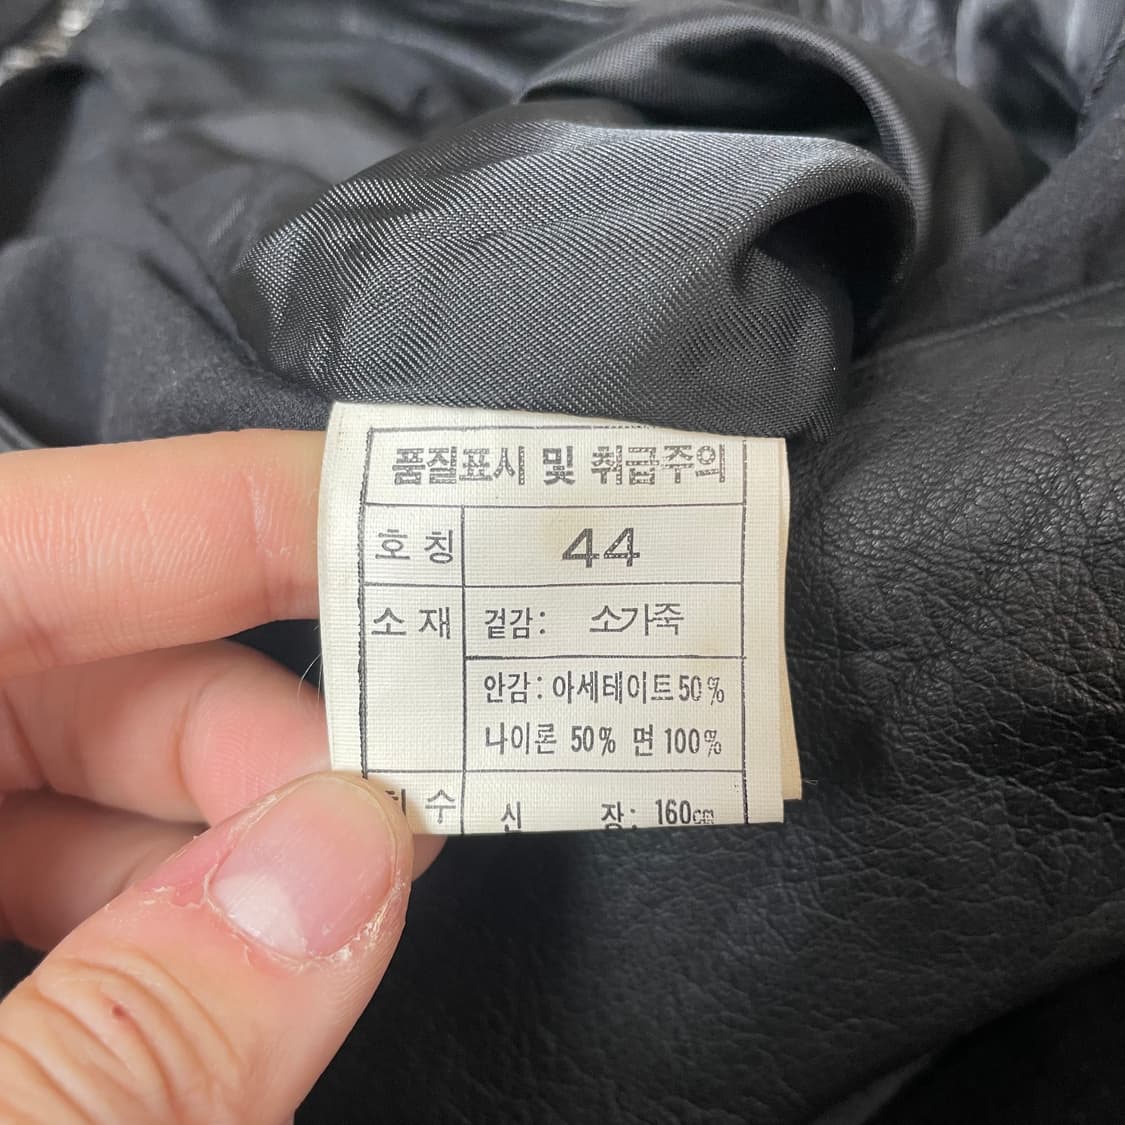 품질표시 및 취급주의
호칭 44
소재 겉감: 소가죽
안감: 아세테이트 50%
나이론 50% 면 100%
수 신 장: 160cm